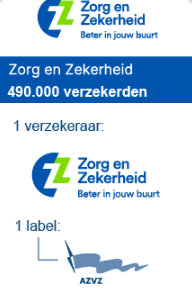 Zorg en
Zekerheid
Beter in jouw buurt
Zorg en Zekerheid
490.000 verzekerden
1 verzekeraar:
Zorg en
Zekerheid
Beter in jouw buurt
1 label:
AZVZ